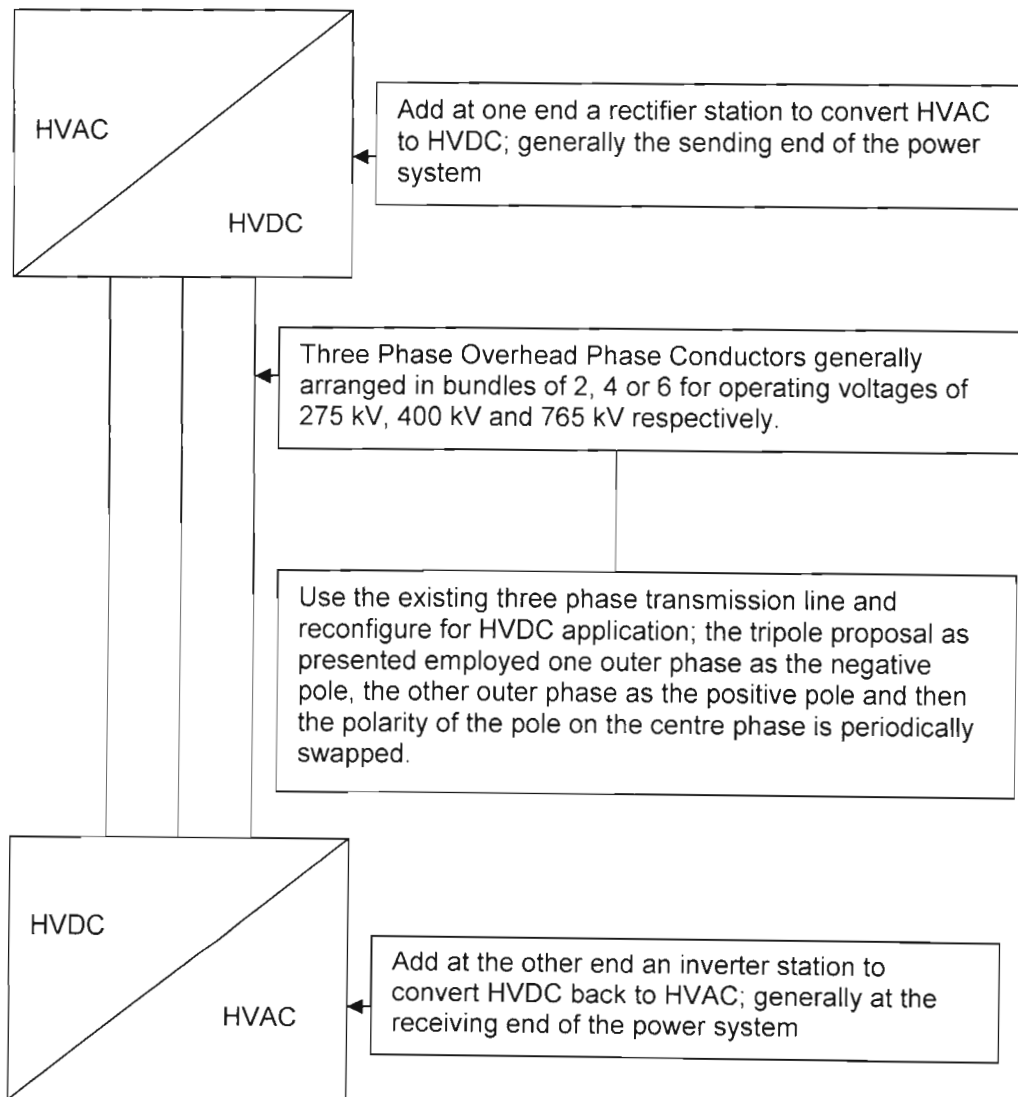 HVAC
HVDC
Add at one end a rectifier station to convert HVAC
to HVDC; generally the sending end of the power
system
Three Phase Overhead Phase Conductors generally
arranged in bundles of 2, 4 or 6 for operating voltages of
275 kV, 400 kV and 765 kV respectively.
Use the existing three phase transmission line and
reconfigure for HVDC application; the tripole proposal as
presented employed one outer phase as the negative
pole, the other outer phase as the positive pole and then
the polarity of the pole on the centre phase is periodically
swapped.
HVDC
HVAC
Add at the other end an inverter station to
convert HVDC back to HVAC; generally at the
receiving end of the power system